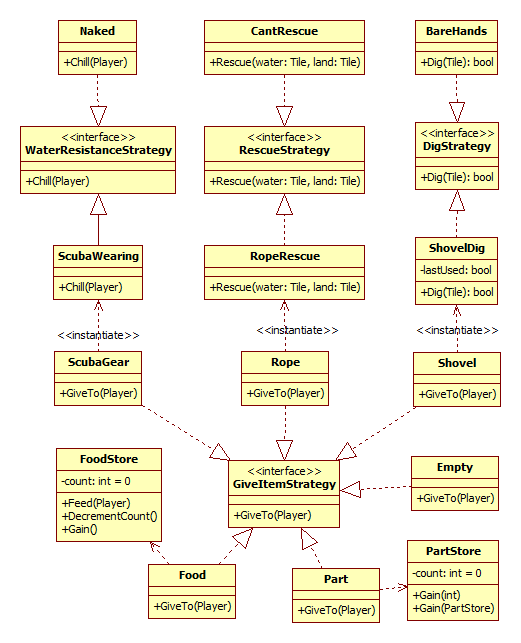 Naked
+Chill(Player)
CantRescue
+Rescue(water: Tile, land: Tile)
BareHands
+Dig(Tile): bool
<<interface>>
WaterResistanceStrategy
+Chill(Player)
<<interface>>
RescueStrategy
+Rescue(water: Tile, land: Tile)
<<interface>>
DigStrategy
+Dig(Tile): bool
ScubaWearing
+Chill(Player)
RopeRescue
+Rescue(water: Tile, land: Tile)
ShovelDig
-lastUsed: bool
+Dig(Tile): bool
<<instantiate>>
<<instantiate>>
<<instantiate>>
ScubaGear
+GiveTo(Player)
Rope
+GiveTo(Player)
Shovel
+GiveTo(Player)
FoodStore
-count: int = 0
+Feed(Player)
+DecrementCount()
+Gain()
<<interface>>
GiveItemStrategy
+GiveTo(Player)
Empty
+GiveTo(Player)
Food
+GiveTo(Player)
Part
+GiveTo(Player)
PartStore
-count: int = 0
+Gain(int)
+Gain(PartStore)